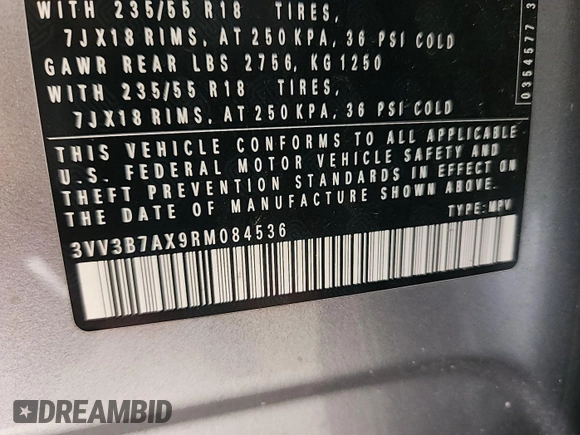 WITH 235/55 R18 TIRES,
7JX18 RIMS, AT 250 KPA, 36 PSI COLD
GAWR REAR LBS 2756, KG 1250
WITH 235/55 R18 TIRES,
7JX18 RIMS, AT 250 KPA, 36 PSI COLD
THIS VEHICLE CONFORMS TO ALL APPLICABLE
U.S. FEDERAL MOTOR VEHICLE SAFETY AND
THEFT PREVENTION STANDARDS IN EFFECT ON
THE DATE OF MANUFACTURE SHOWN ABOVE.
3VV3B7AX9RM084536 TYPE: MPV
0354577 3
DREAMBID